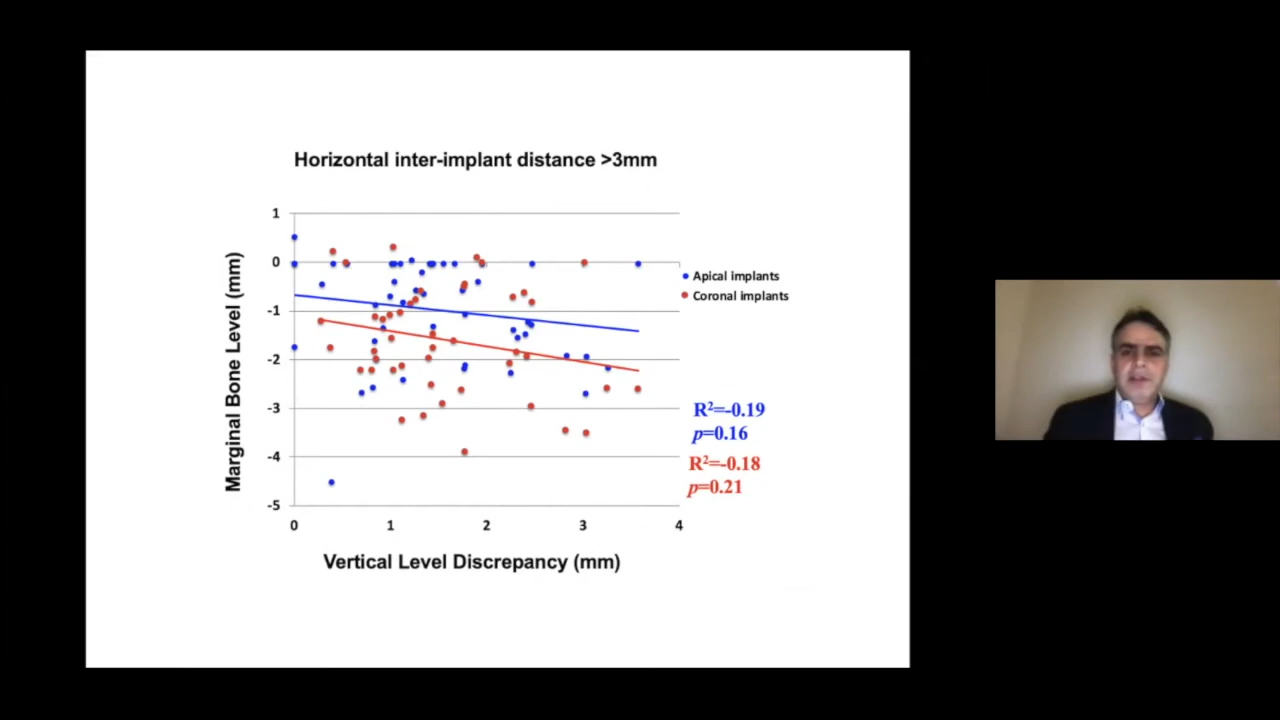 Horizontal inter-implant distance >3mm
Marginal Bone Level (mm)
1
0
-1
-2
-3
-4
-5
0 1 2 3 4
Vertical Level Discrepancy (mm)
Apical implants
Coronal implants
R²=-0.19
p=0.16
R²=-0.18
p=0.21